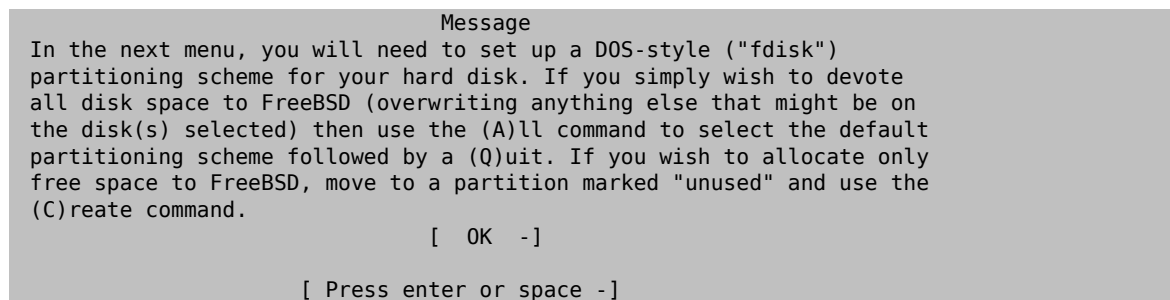 Message
In the next menu, you will need to set up a DOS-style ("fdisk")
partitioning scheme for your hard disk. If you simply wish to devote
all disk space to FreeBSD (overwriting anything else that might be on
the disk(s) selected) then use the (A)ll command to select the default
partitioning scheme followed by a (Q)uit. If you wish to allocate only
free space to FreeBSD, move to a partition marked "unused" and use the
(C)reate command.
[ OK -]
[ Press enter or space -]